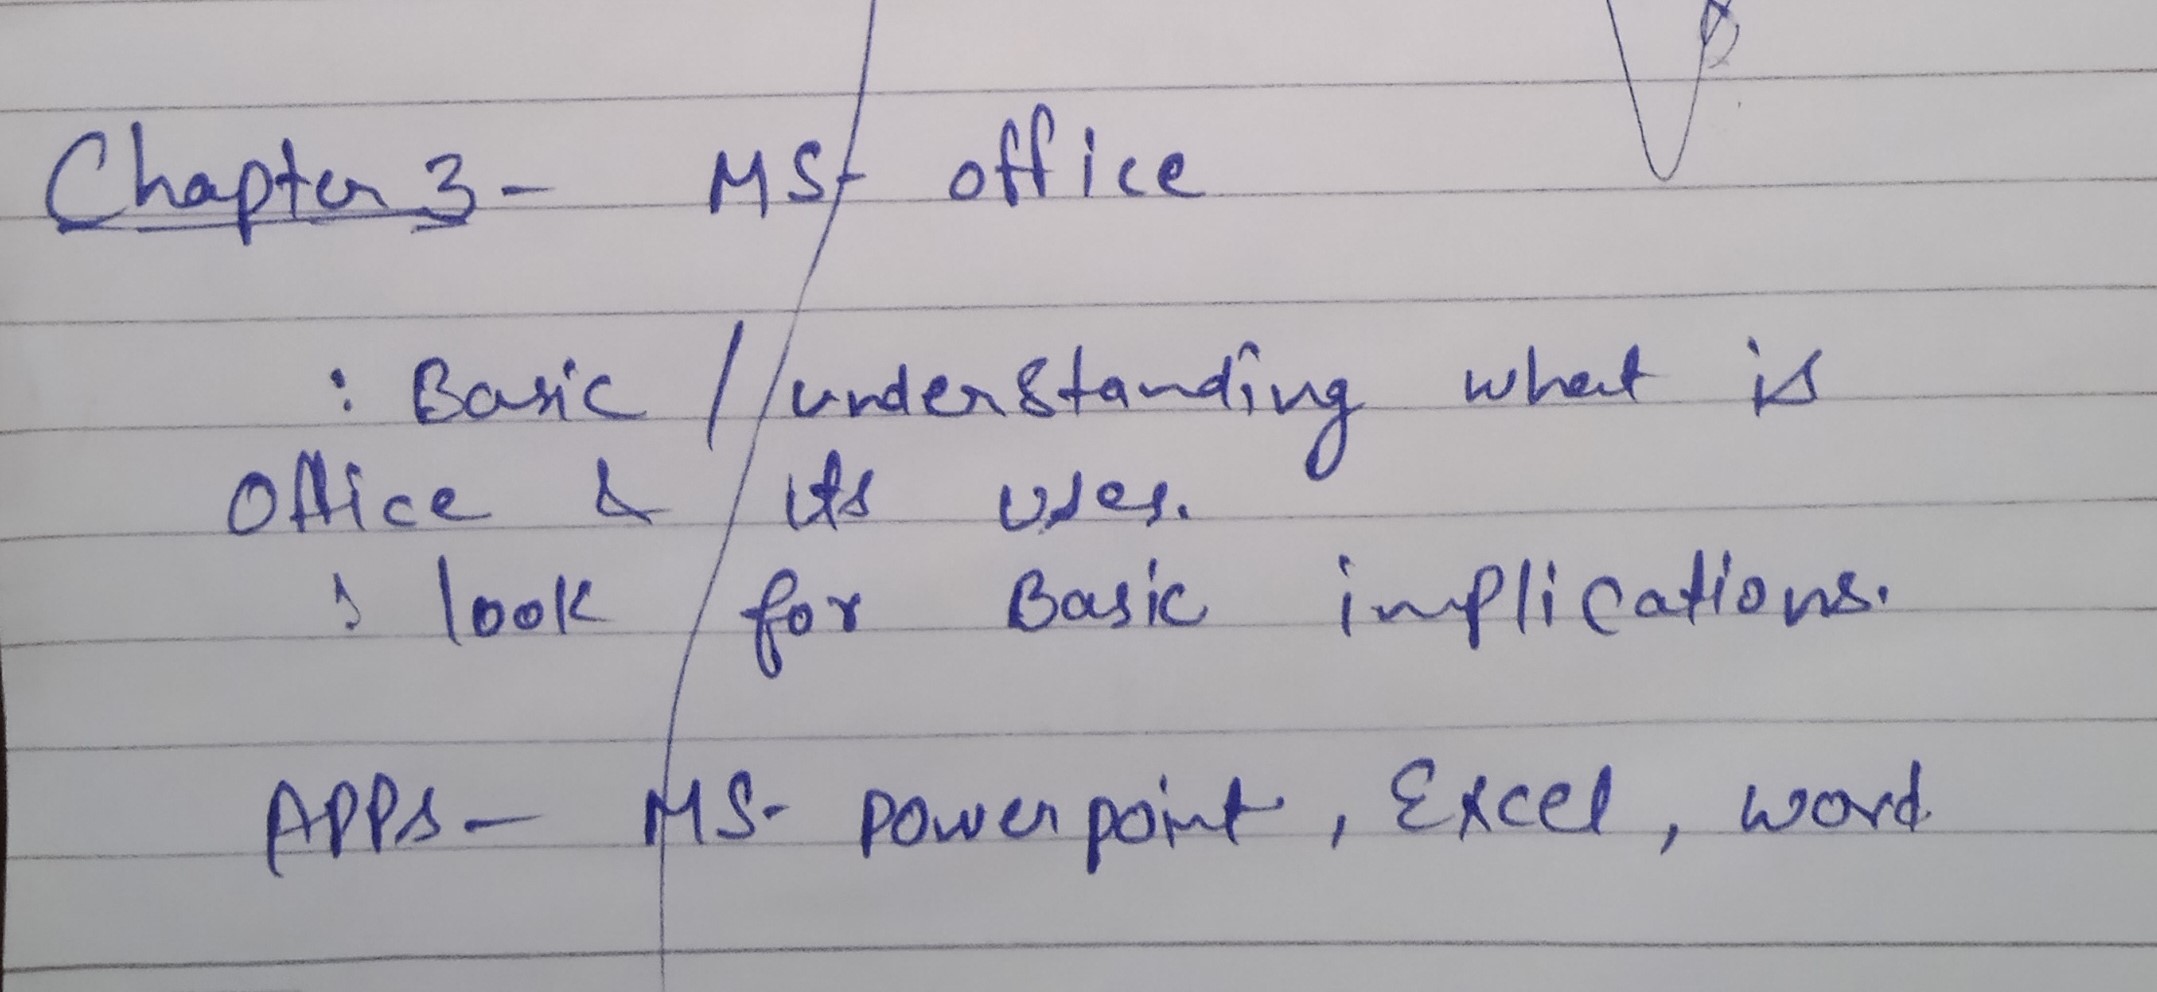 Chapter 3 - MS- office
: Basic / understanding what is
Office & its uses.
: look for Basic implications.
APPs - MS- powerpoint, Excel, word